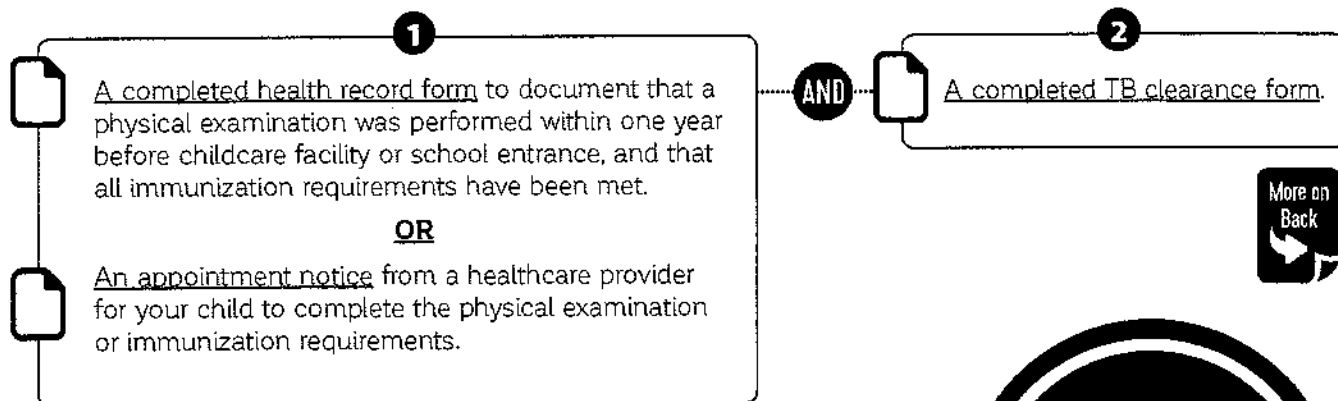 1
A completed health record form to document that a
physical examination was performed within one year
before childcare facility or school entrance, and that
all immunization requirements have been met.
OR
An appointment notice from a healthcare provider
for your child to complete the physical examination
or immunization requirements.
AND
2
A completed TB clearance form.
More on
Back